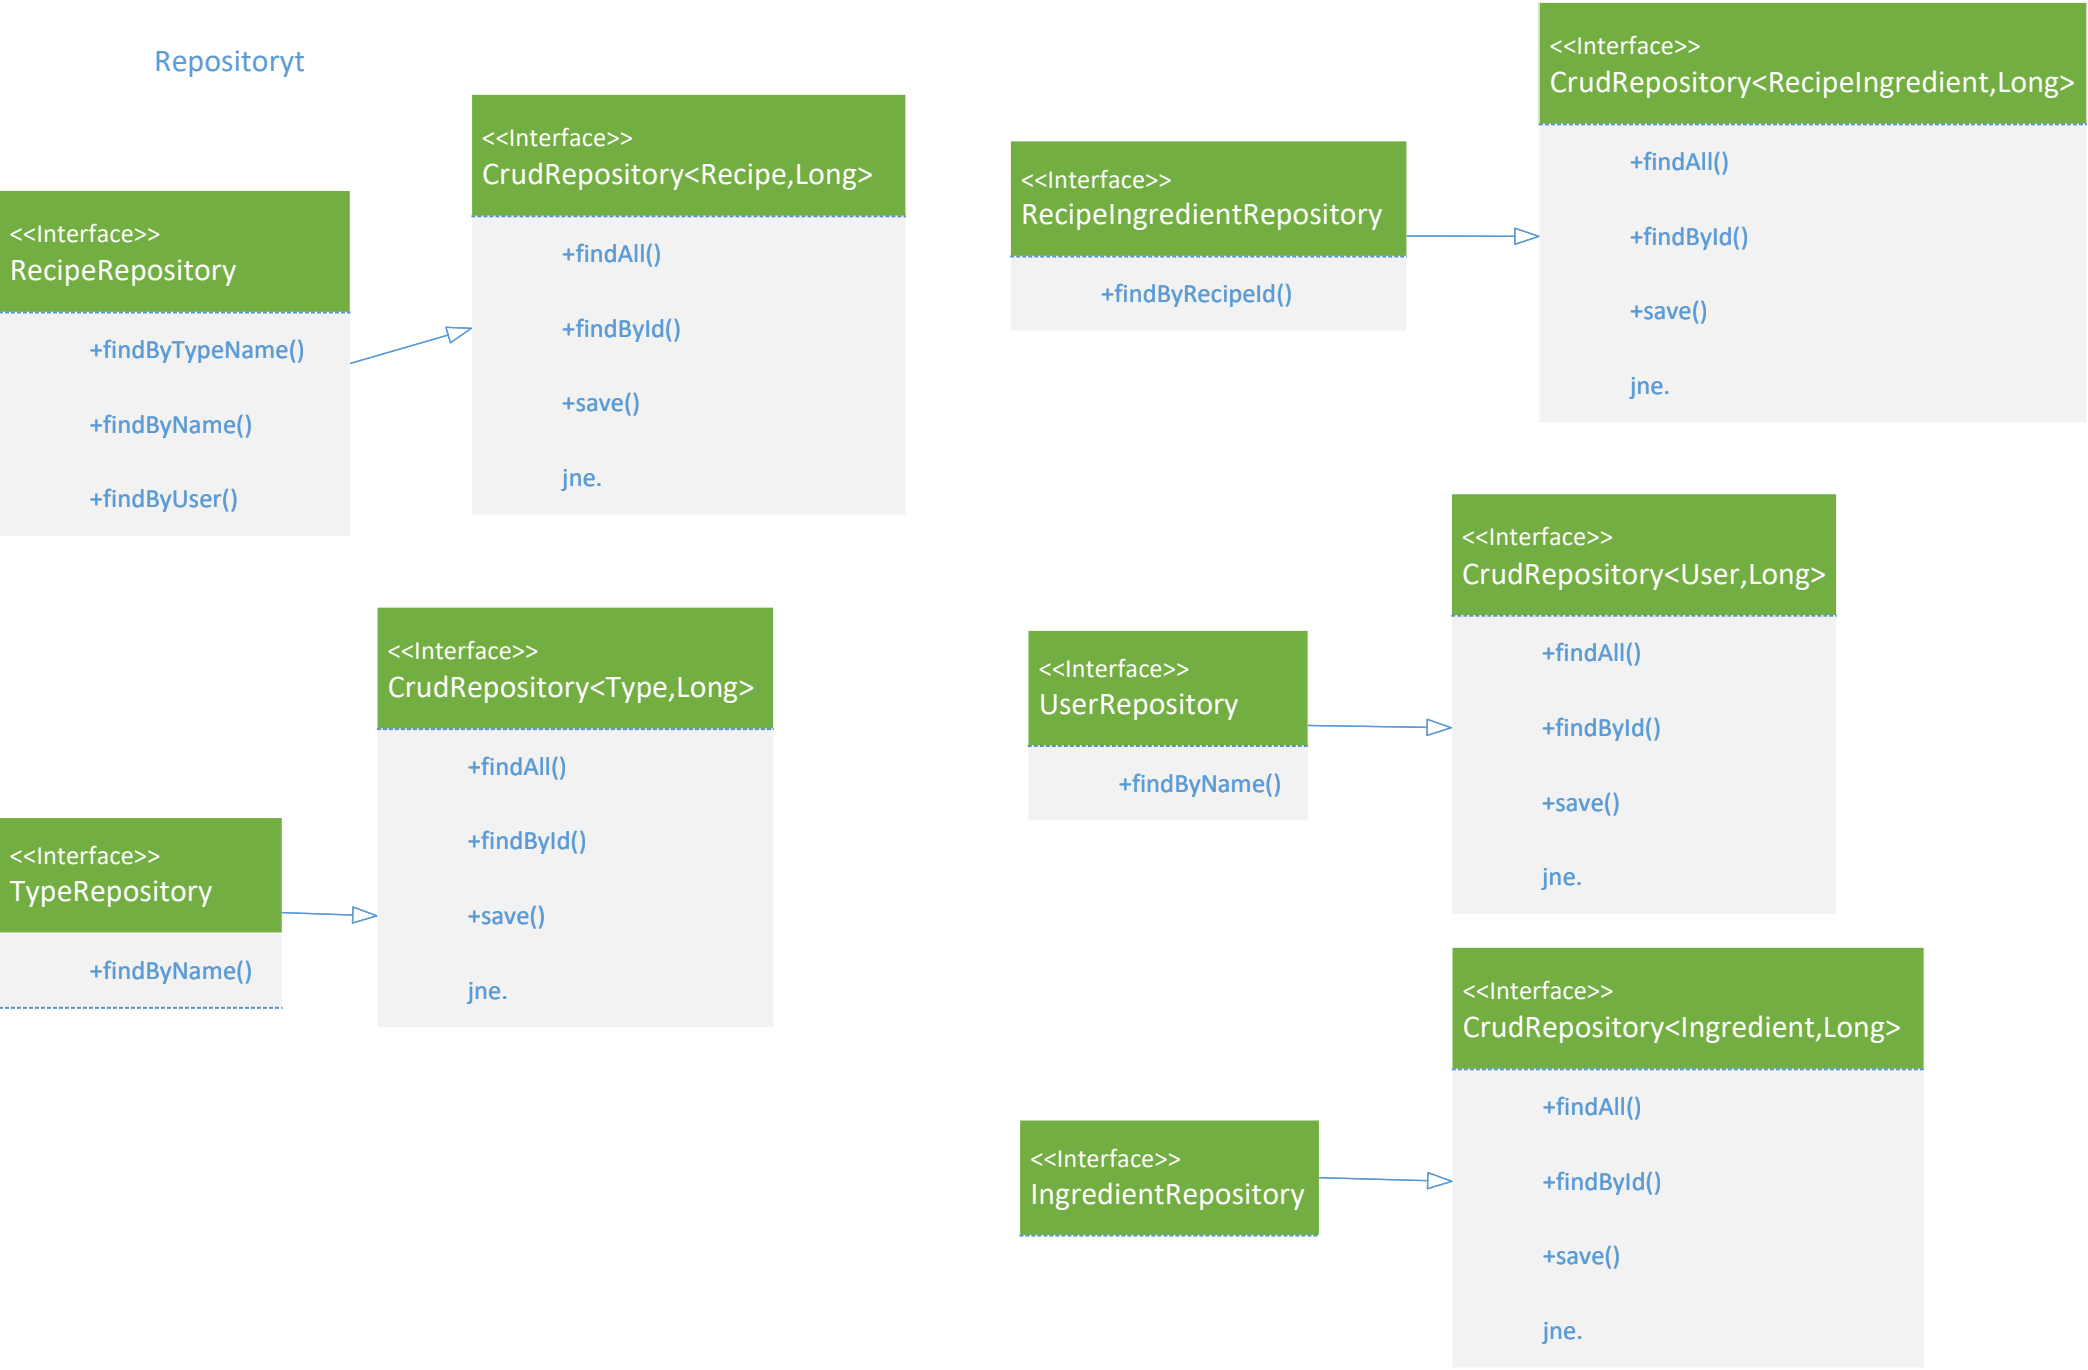 Repositoryt
<<Interface>>
RecipeRepository
+findByTypeName()
+findByName()
+findByUser()
<<Interface>>
CrudRepository<Recipe,Long>
+findAll()
+findById()
+save()
jne.
<<Interface>>
RecipeIngredientRepository
+findByRecipeId()
<<Interface>>
CrudRepository<RecipeIngredient,Long>
+findAll()
+findById()
+save()
jne.
<<Interface>>
TypeRepository
+findByName()
<<Interface>>
CrudRepository<Type,Long>
+findAll()
+findById()
+save()
jne.
<<Interface>>
UserRepository
+findByName()
<<Interface>>
CrudRepository<User,Long>
+findAll()
+findById()
+save()
jne.
<<Interface>>
IngredientRepository
<<Interface>>
CrudRepository<Ingredient,Long>
+findAll()
+findById()
+save()
jne.